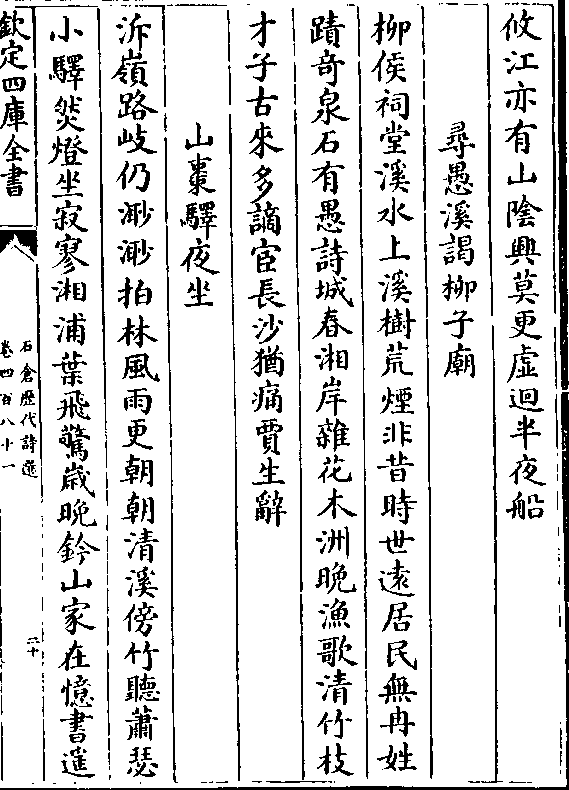 攸江亦有山陰興莫更虛迴半夜船
尋愚溪謁柳子廟
柳侯祠堂溪水上溪樹荒煙非昔時世遠居民無冉姓
蹟奇泉石有愚詩城春湘岸雜花木洲晚漁歌清竹枝
才子古來多謫宦長沙猶痛賈生辭
山棗驛夜坐
泝嶺路岐仍渺渺拍林風雨更朝朝清溪傍竹聽蕭瑟
小驛焚燈坐寂寥湘浦葉飛驚歲晚鈐山家在憶書遙
欽定四庫全書
石倉歷代詩選
卷四百八十一
二十